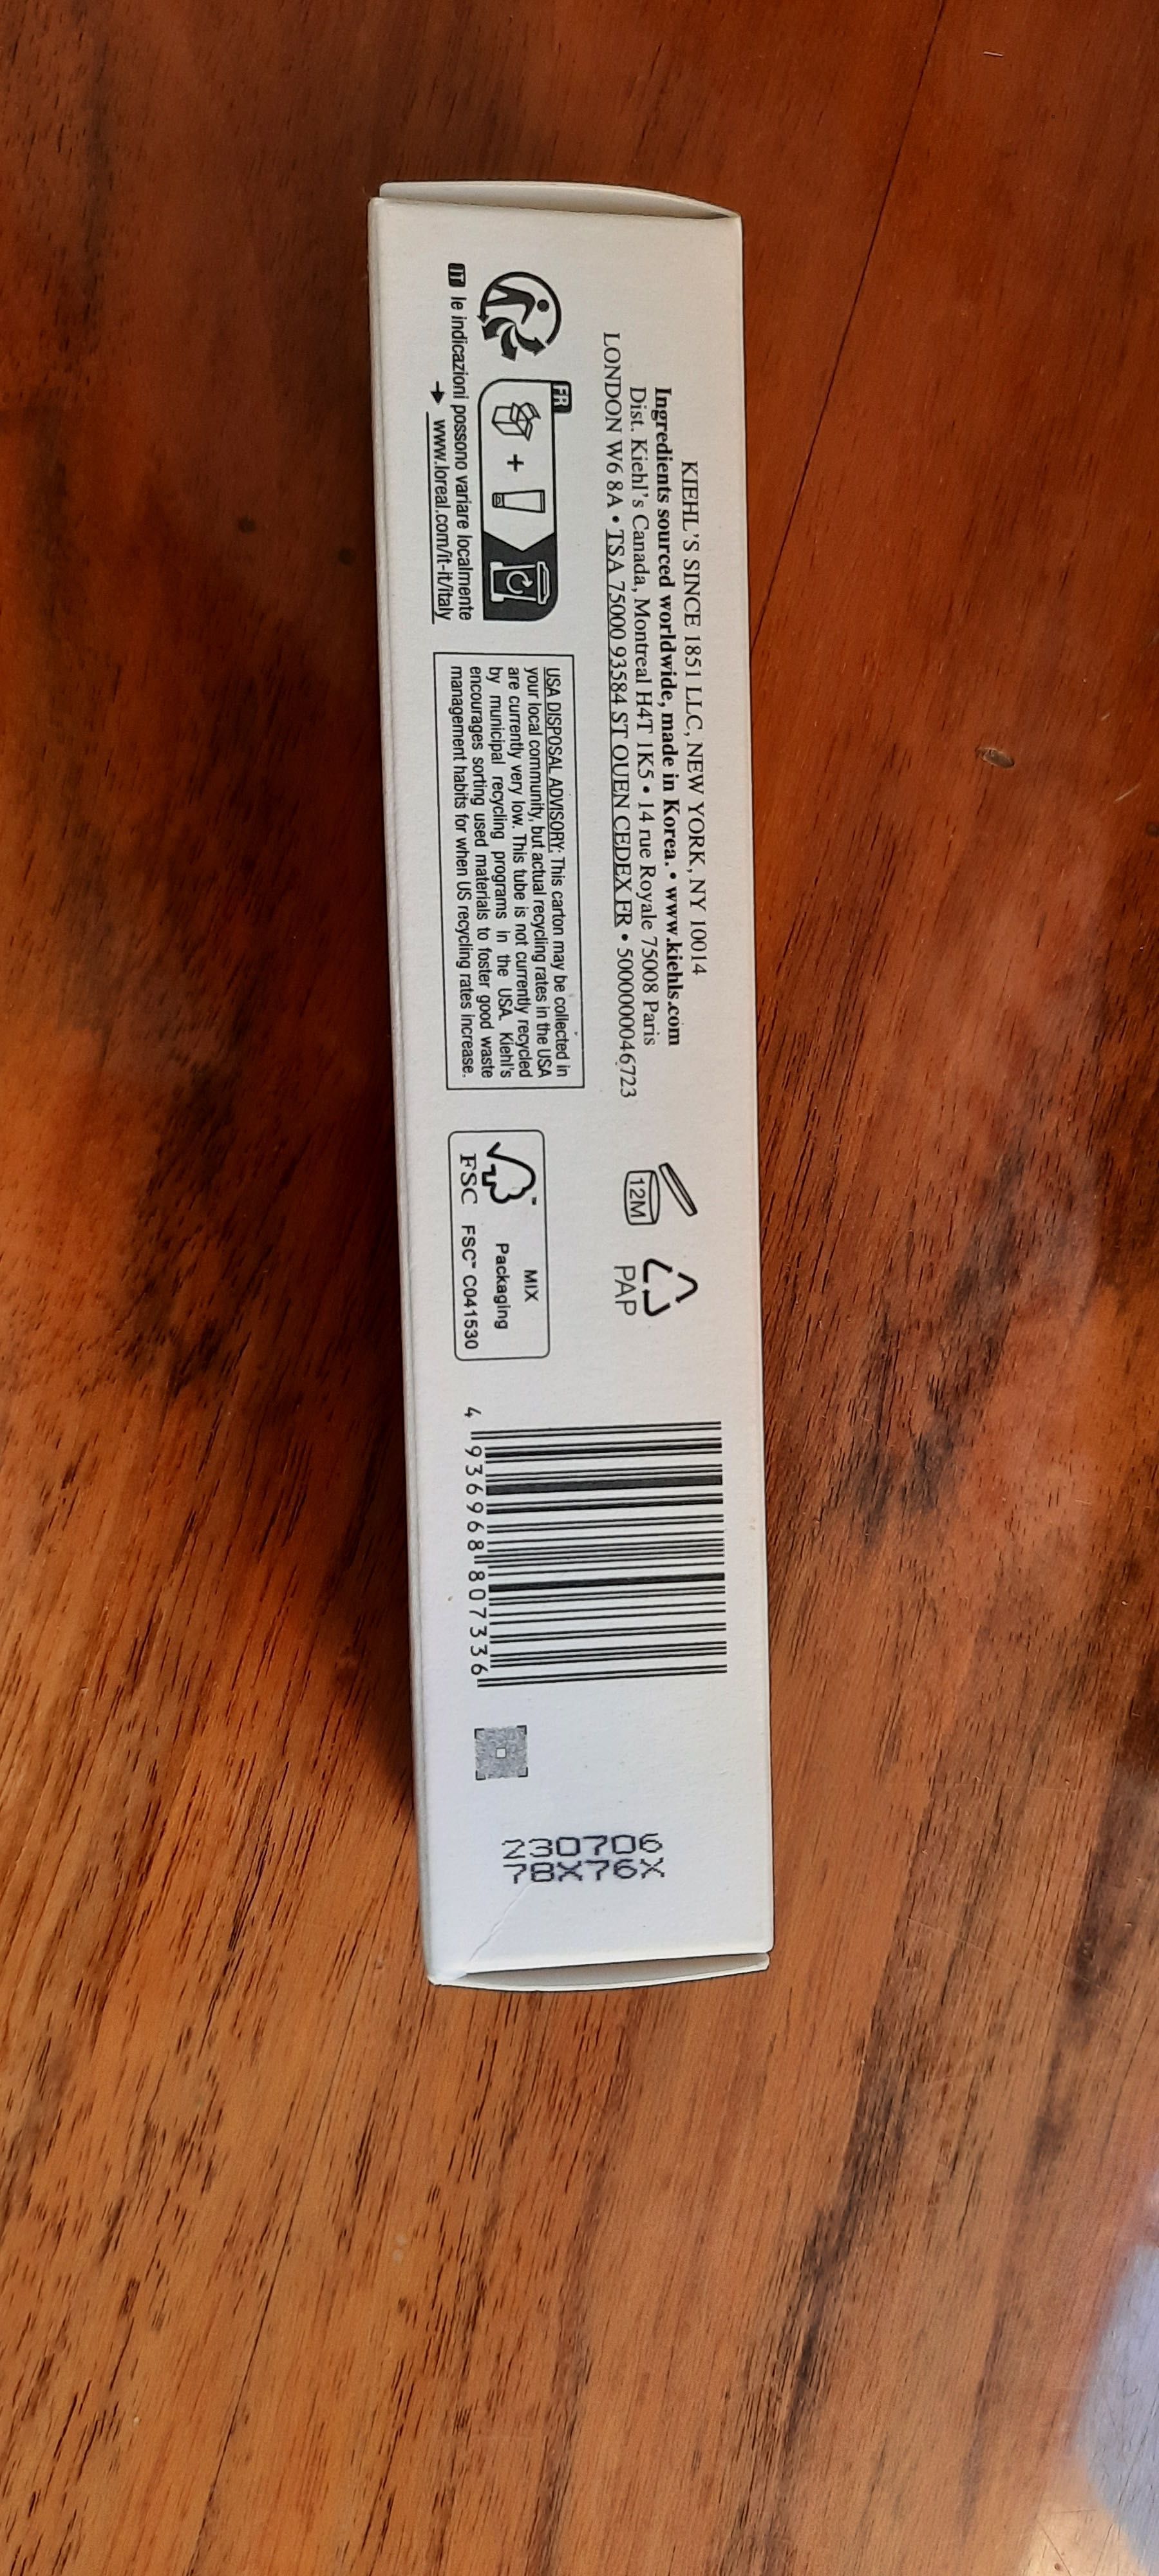 KIEHL'S SINCE 1851 LLC, NEW YORK, NY 10014
Ingredients sourced worldwide, made in Korea. • www.kiehls.com
Dist. Kiehl's Canada, Montreal H4T 1K5 • 14 rue Royale 75008 Paris
LONDON W6 8A • TSA 75000 93584 ST OUEN CEDEX FR • 5000000046723
12M
PAP
FR
IT le indicazioni possono variare localmente
www.loreal.com/it-it/italy
USA DISPOSAL ADVISORY: This carton may be collected in
your local community, but actual recycling rates in the USA
are currently very low. This tube is not currently recycled
by municipal recycling programs in the USA. Kiehl's
encourages sorting used materials to foster good waste
management habits for when US recycling rates increase.
MIX
Packaging
FSC FSC™ C041530
4 936968 807336
230706
78X76X